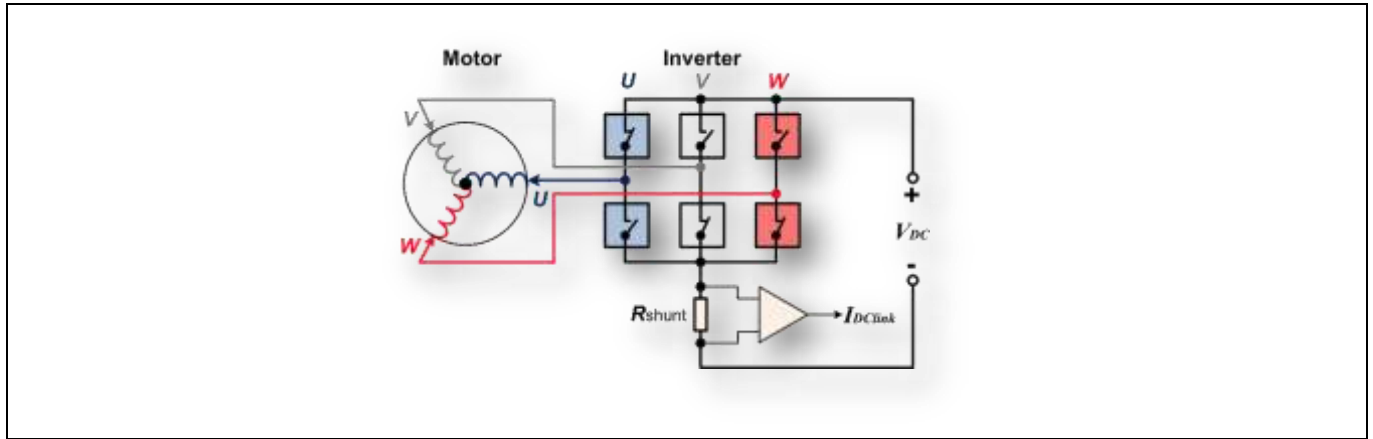 Motor
Inverter
U
V
W
V
U
W
+
VDC
-
Rshunt
IDClink